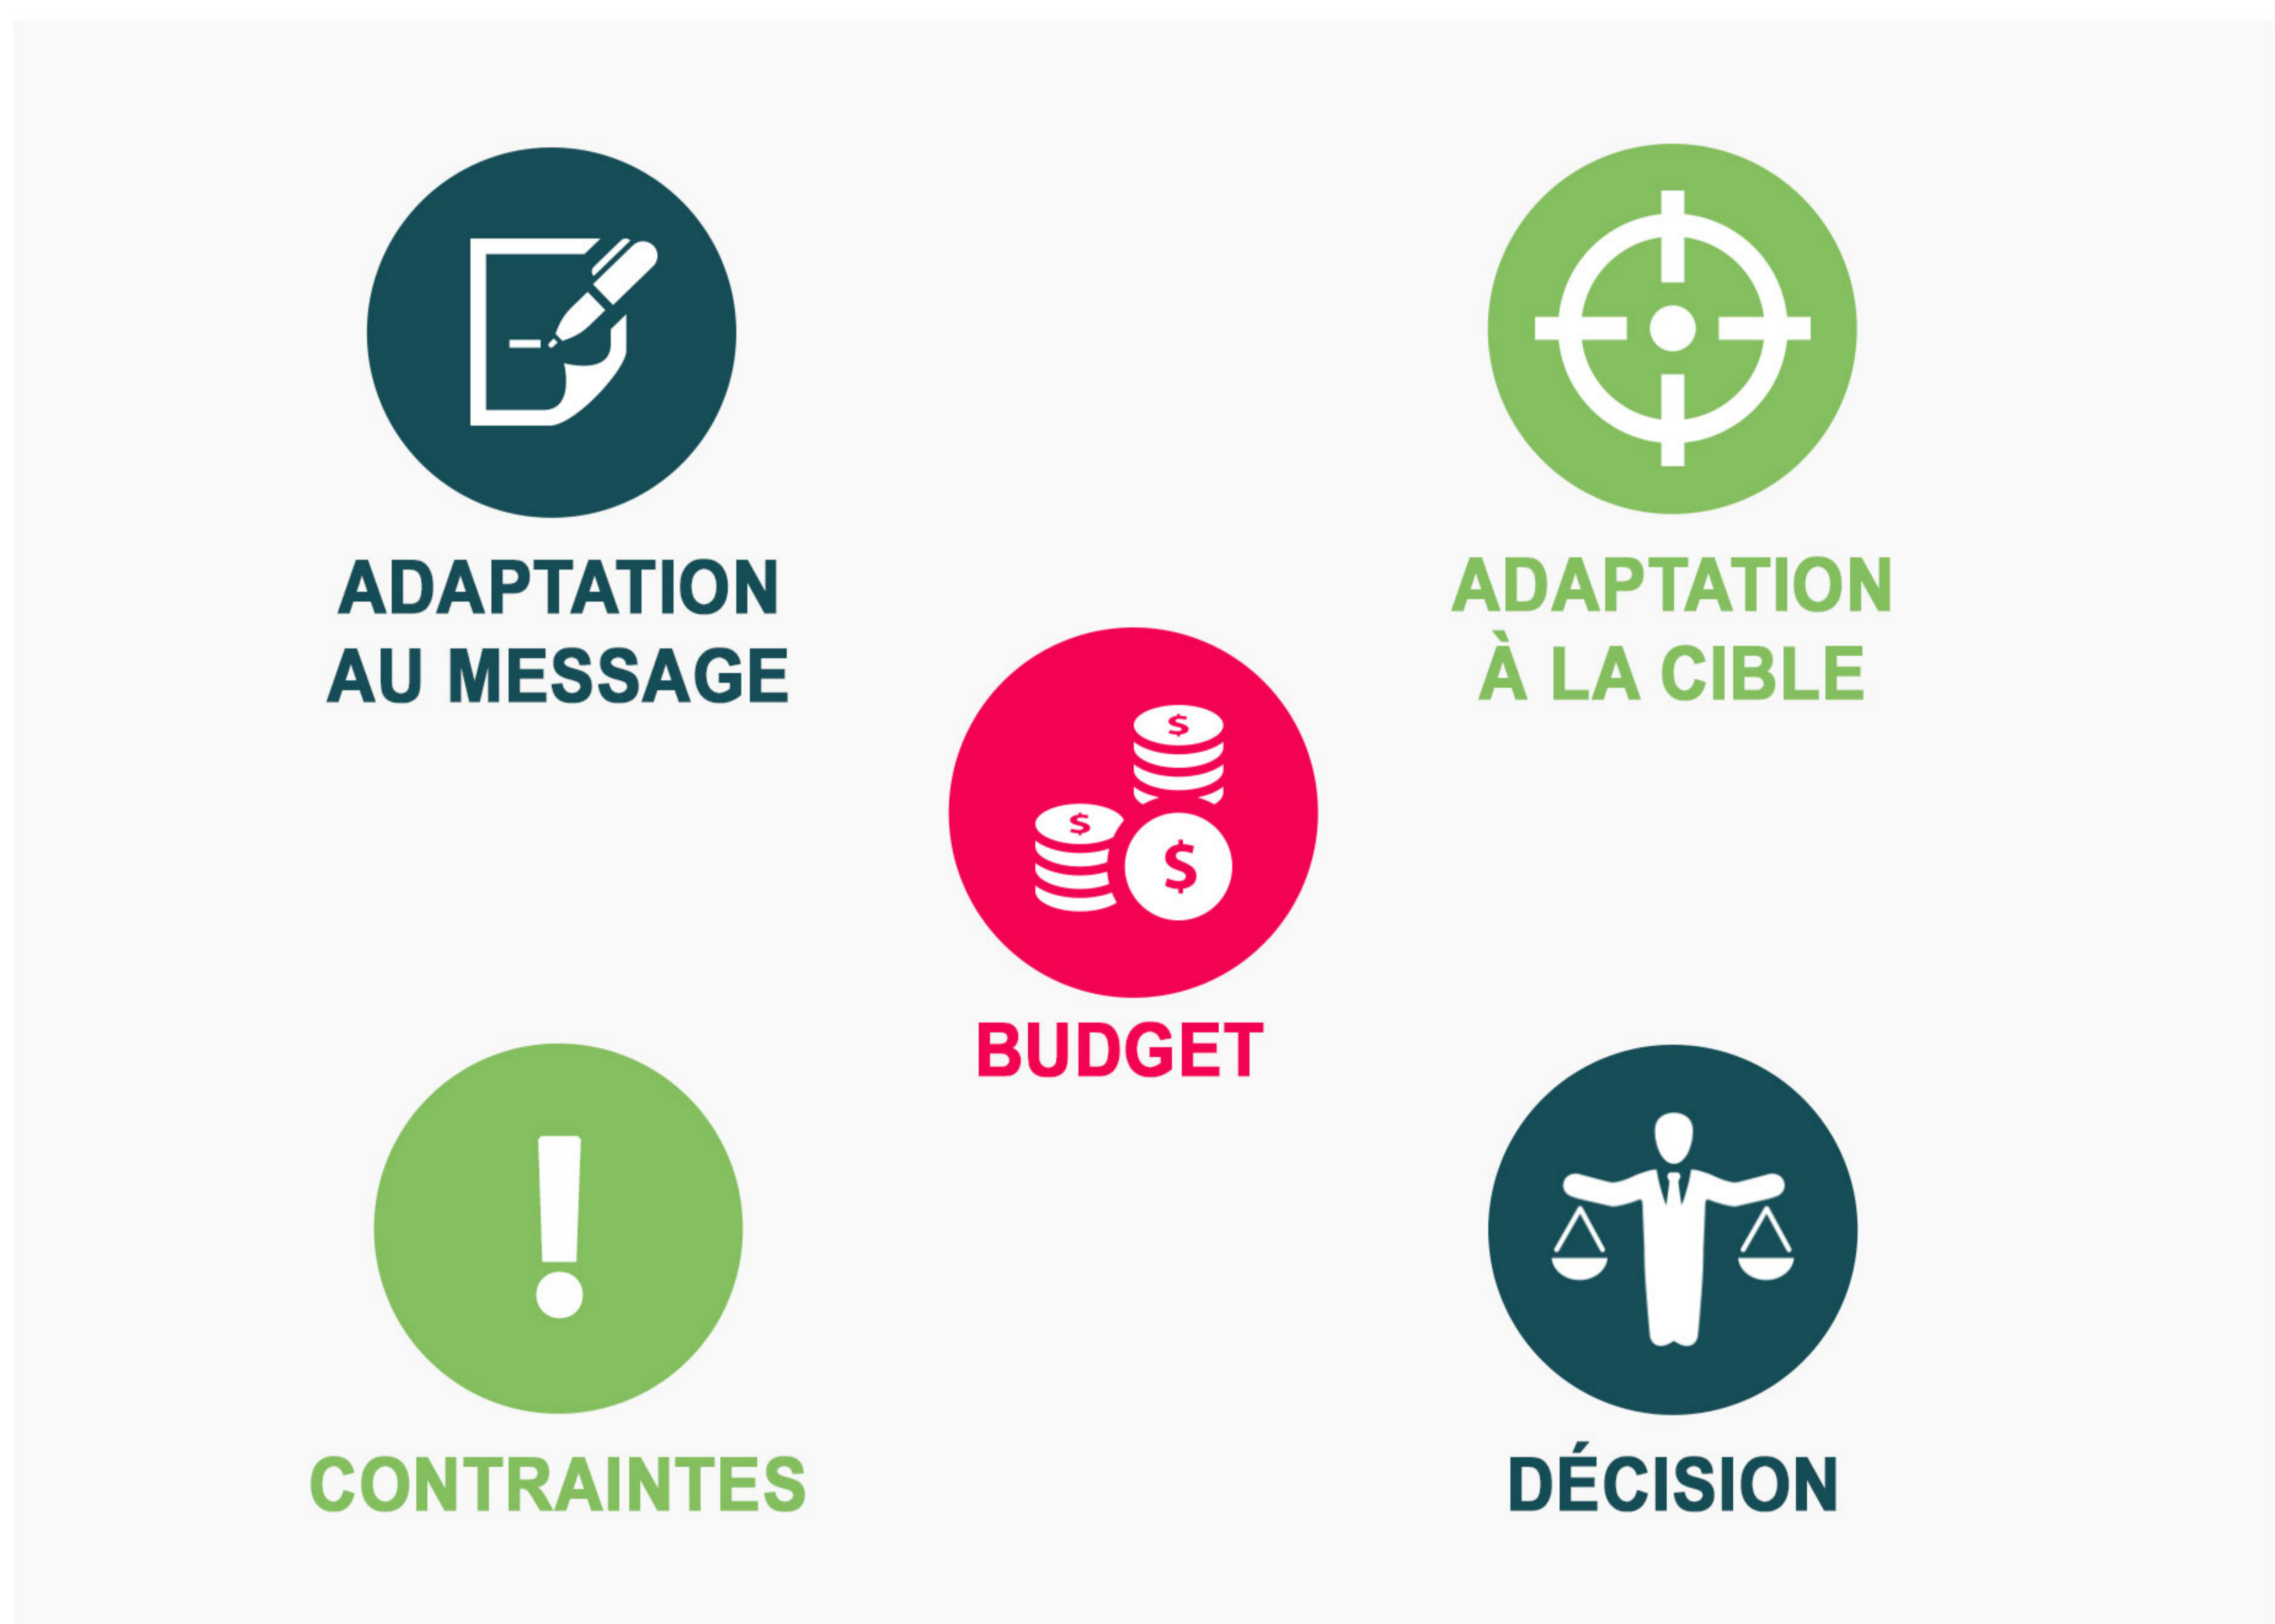 ADAPTATION
AU MESSAGE
ADAPTATION
À LA CIBLE
$
$
$
BUDGET
CONTRAINTES
DÉCISION